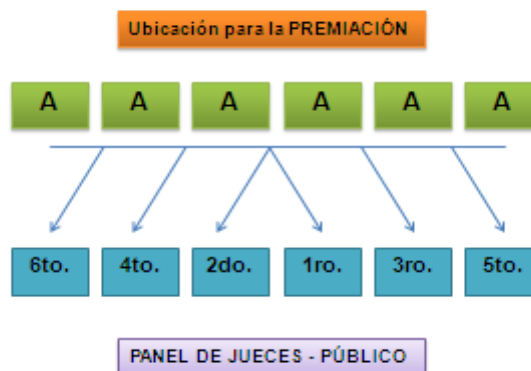 Ubicación para la PREMIACIÓN
A A A A A A
6to. 4to. 2do. 1ro. 3ro. 5to.
PANEL DE JUECES - PÚBLICO